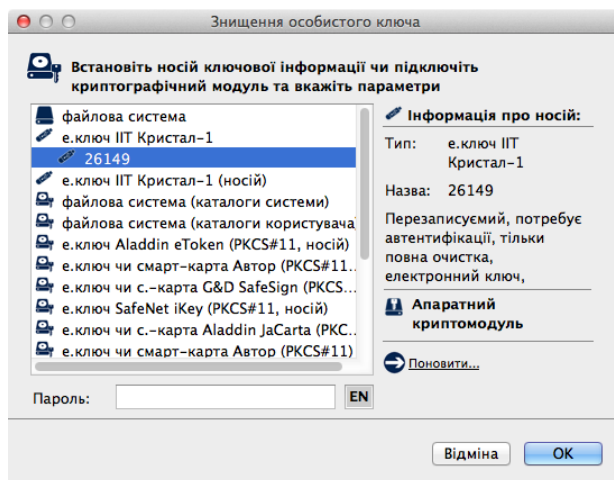 Знищення особистого ключа
Встановіть носій ключової інформації чи підключіть
криптографічний модуль та вкажіть параметри
файлова система
е.ключ ІІТ Кристал-1
26149
е.ключ ІІТ Кристал-1 (носій)
файлова система (каталоги системи)
файлова система (каталоги користувача
е.ключ Aladdin eToken (PKCS#11, носій)
е.ключ чи смарт-карта Автор (PKCS#11...
е.ключ чи с.-карта G&D SafeSign (PKCS...
е.ключ SafeNet iKey (PKCS#11, носій)
е.ключ чи с.-карта Aladdin JaCarta (PKC...
е.ключ чи смарт-карта Автор (PKCS#11)
Інформація про носій:
Тип: е.ключ ІІТ
Кристал-1
Назва: 26149
Перезаписуємий, потребує
автентифікації, тільки
повна очистка,
електронний ключ,
Апаратний
криптомодуль
Поновити...
Пароль:
EN
Відміна
OK